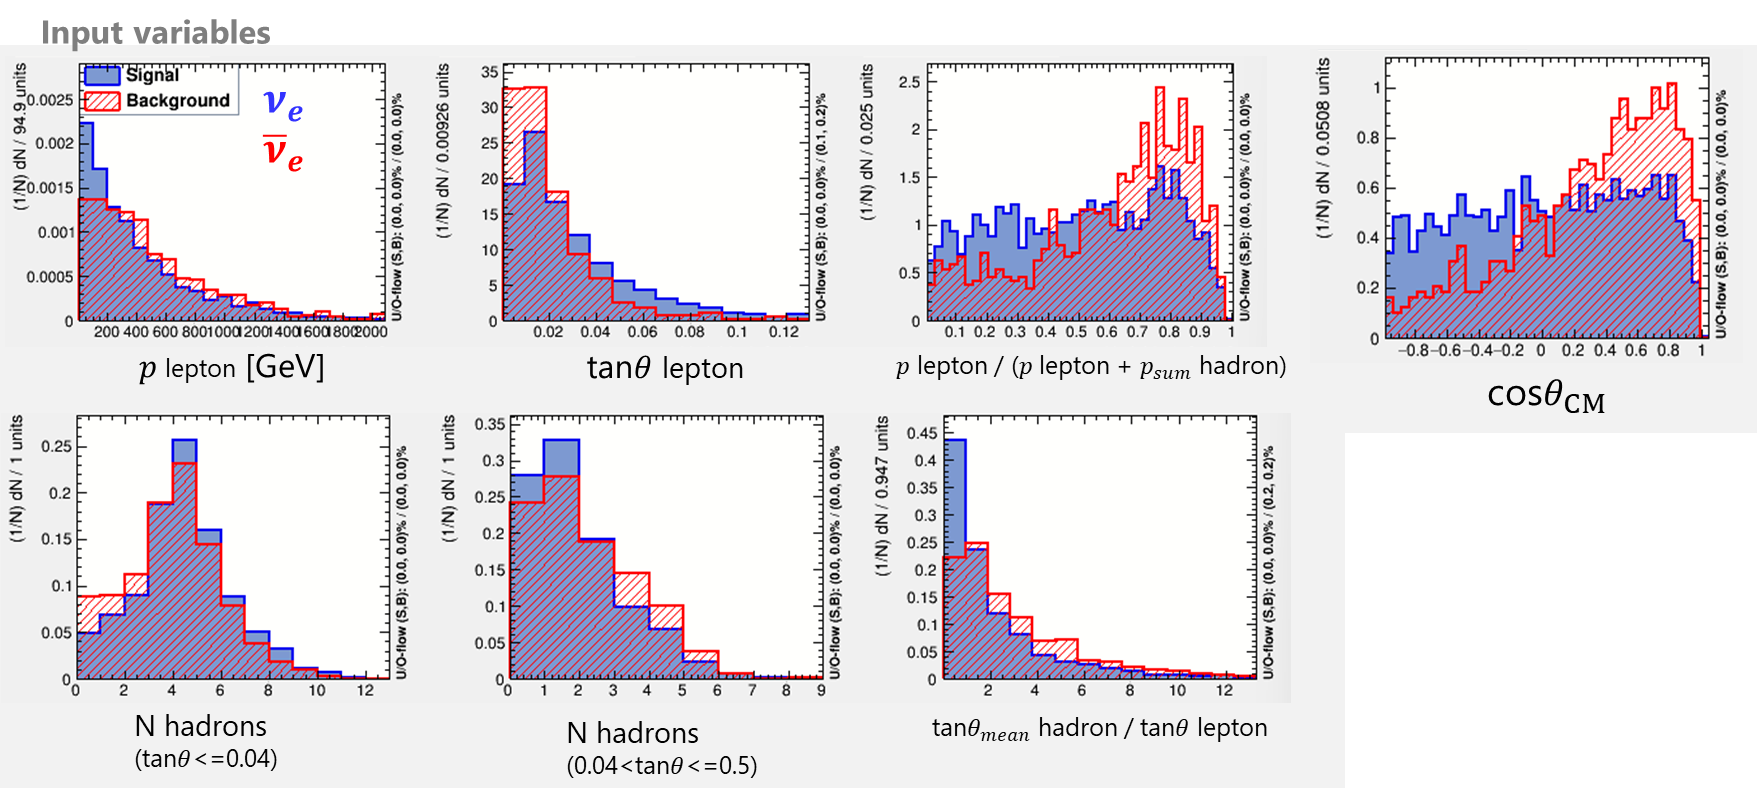 Input variables
(1/N) dN / 94.9 units
0.0025
0.002
0.0015
0.001
0.0005
0
Signal
Background
νe
ν̅e
200 400 600 800 1000 1200 1400 1600 1800 2000
U/O-flow (S,B): (0.0, 0.0)% / (0.0, 0.0)%
p lepton [GeV]
(1/N) dN / 0.00926 units
35
30
25
20
15
10
5
0
0.02 0.04 0.06 0.08 0.1 0.12
U/O-flow (S,B): (0.0, 0.0)% / (0.1, 0.2)%
tanθ lepton
(1/N) dN / 0.025 units
2.5
2
1.5
1
0.5
0
0.1 0.2 0.3 0.4 0.5 0.6 0.7 0.8 0.9 1
U/O-flow (S,B): (0.0, 0.0)% / (0.0, 0.0)%
p lepton / (p lepton + psum hadron)
(1/N) dN / 0.0508 units
1
0.8
0.6
0.4
0.2
0
−0.8 −0.6 −0.4 −0.2 0 0.2 0.4 0.6 0.8 1
U/O-flow (S,B): (0.0, 0.0)% / (0.0, 0.0)%
cosθCM
(1/N) dN / 1 units
0.25
0.2
0.15
0.1
0.05
0
0 2 4 6 8 10 12
U/O-flow (S,B): (0.0, 0.0)% / (0.0, 0.0)%
N hadrons
(tanθ<=0.04)
(1/N) dN / 1 units
0.35
0.3
0.25
0.2
0.15
0.1
0.05
0
0 1 2 3 4 5 6 7 8 9
U/O-flow (S,B): (0.0, 0.0)% / (0.0, 0.0)%
N hadrons
(0.04<tanθ<=0.5)
(1/N) dN / 0.947 units
0.45
0.4
0.35
0.3
0.25
0.2
0.15
0.1
0.05
0
2 4 6 8 10 12
U/O-flow (S,B): (0.0, 0.0)% / (0.2, 0.2)%
tanθmean hadron / tanθ lepton